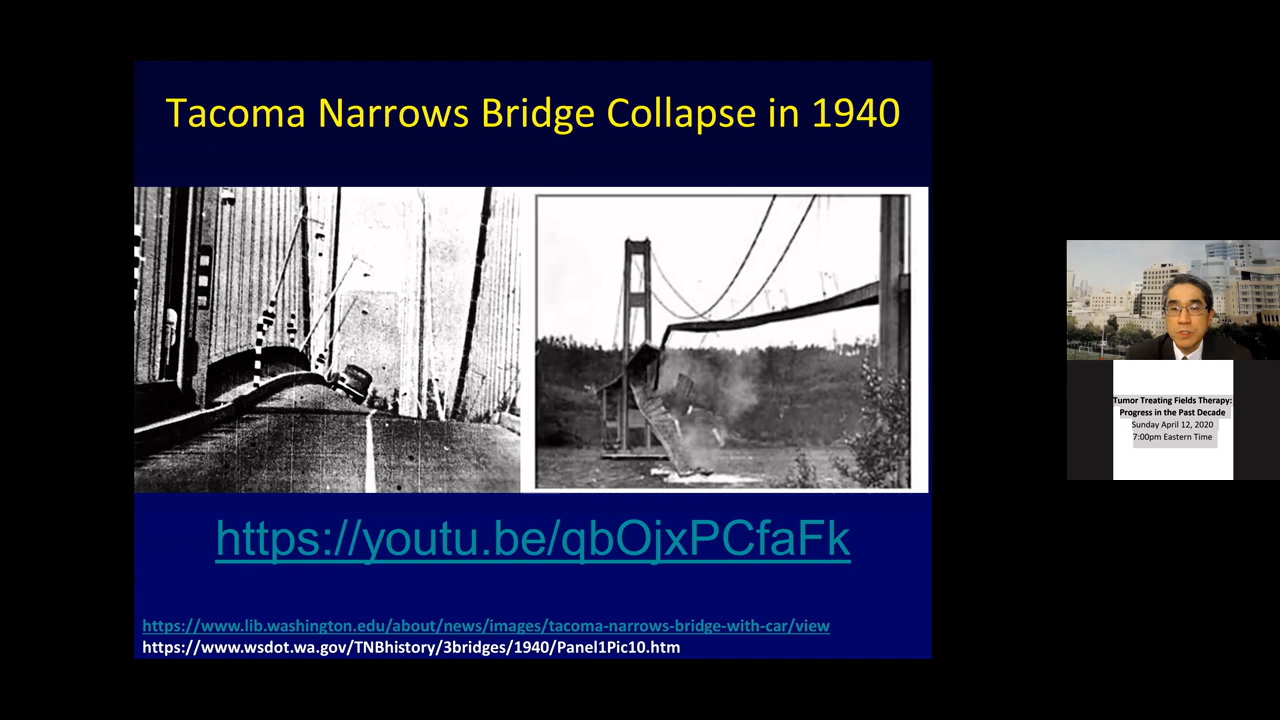 Tacoma Narrows Bridge Collapse in 1940
https://youtu.be/qbOjxPCfaFk
https://www.lib.washington.edu/about/news/images/tacoma-narrows-bridge-with-car/view
https://www.wsdot.wa.gov/TNBhistory/3bridges/1940/Panel1Pic10.htm
Tumor Treating Fields Therapy:
Progress in the Past Decade
Sunday April 12, 2020
7:00pm Eastern Time